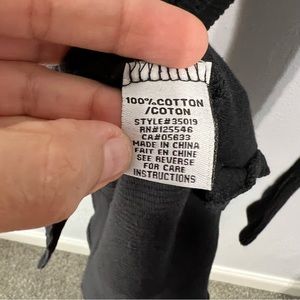 100%COTTON
/COTON
STYLE#35019
RN#125546
CA#05633
MADE IN CHINA
FAIT EN CHINE
SEE REVERSE
FOR CARE
INSTRUCTIONS